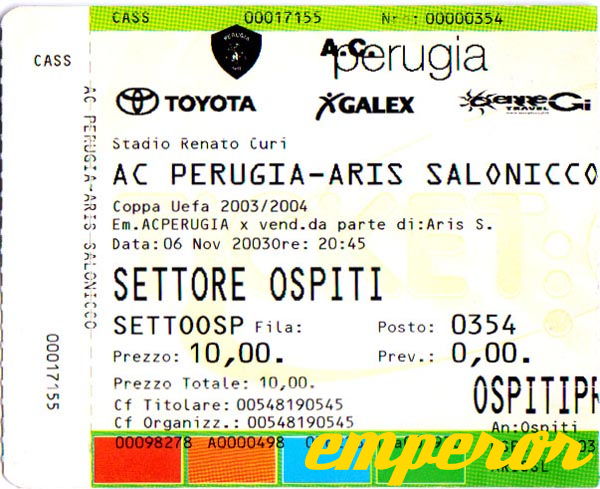 CASS 00017155 Nr.: 00000354
CASS
PERUGIA
A.C. perugia
TOYOTA GALEX
TRAVEL
Stadio Renato Curi
AC PERUGIA-ARIS SALONICCO
Coppa Uefa 2003/2004
Em.ACPERUGIA x vend.da parte di:Aris S.
Data:06 Nov 2003Ore: 20:45
SETTORE OSPITI
SETTOOSP Fila: Posto: 0354
Prezzo: 10,00. Prev.: 0,00.
Prezzo Totale: 10,00.
Cf Titolare: 00548190545
Cf Organizz.: 00548190545
OSPITIPR
An:Ospiti
00098278 A0000498
emperor
AC PERUGIA-ARIS SALONICCO
00017155